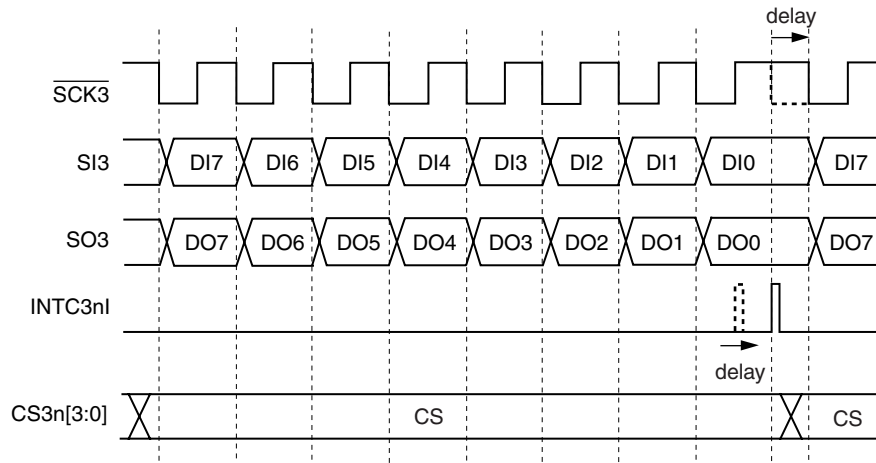 delay
SCK3
SI3 DI7 DI6 DI5 DI4 DI3 DI2 DI1 DI0 DI7
SO3 DO7 DO6 DO5 DO4 DO3 DO2 DO1 DO0 DO7
INTC3nI
delay
CS3n[3:0] CS CS